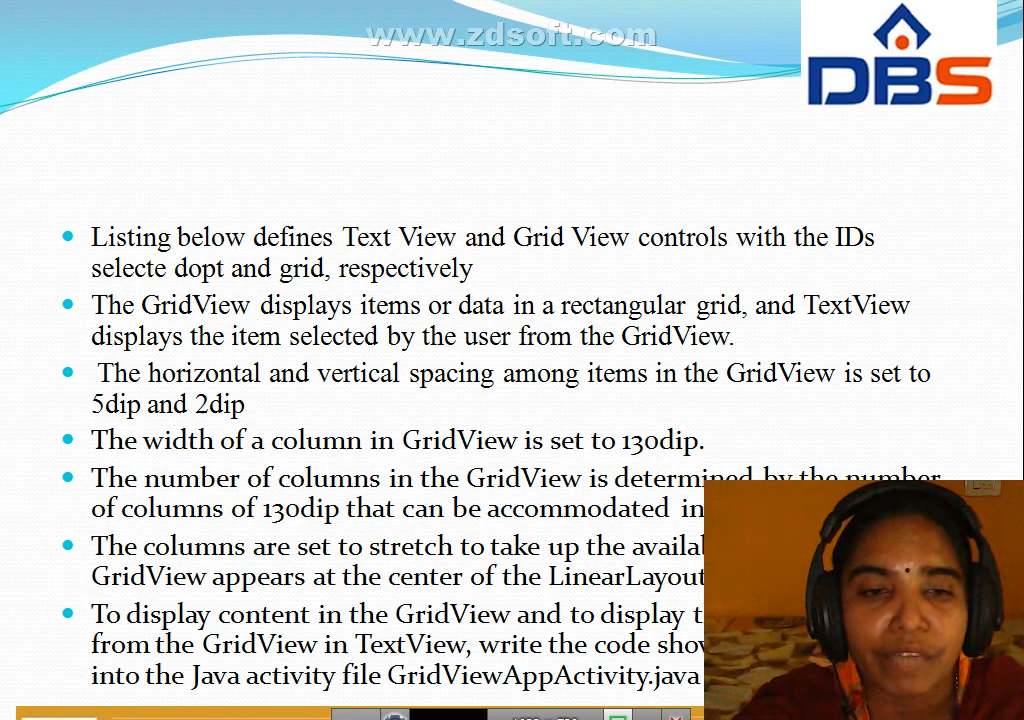 www.zdsoft.com
DBS
Listing below defines Text View and Grid View controls with the IDs
selecte dopt and grid, respectively
The GridView displays items or data in a rectangular grid, and TextView
displays the item selected by the user from the GridView.
The horizontal and vertical spacing among items in the GridView is set to
5dip and 2dip
The width of a column in GridView is set to 130dip.
The number of columns in the GridView is determined by the number
of columns of 130dip that can be accommodated in
The columns are set to stretch to take up the
GridView appears at the center of the LinearLayout
To display content in the GridView and to display
from the GridView in TextView, write the code
into the Java activity file GridViewAppActivity.java